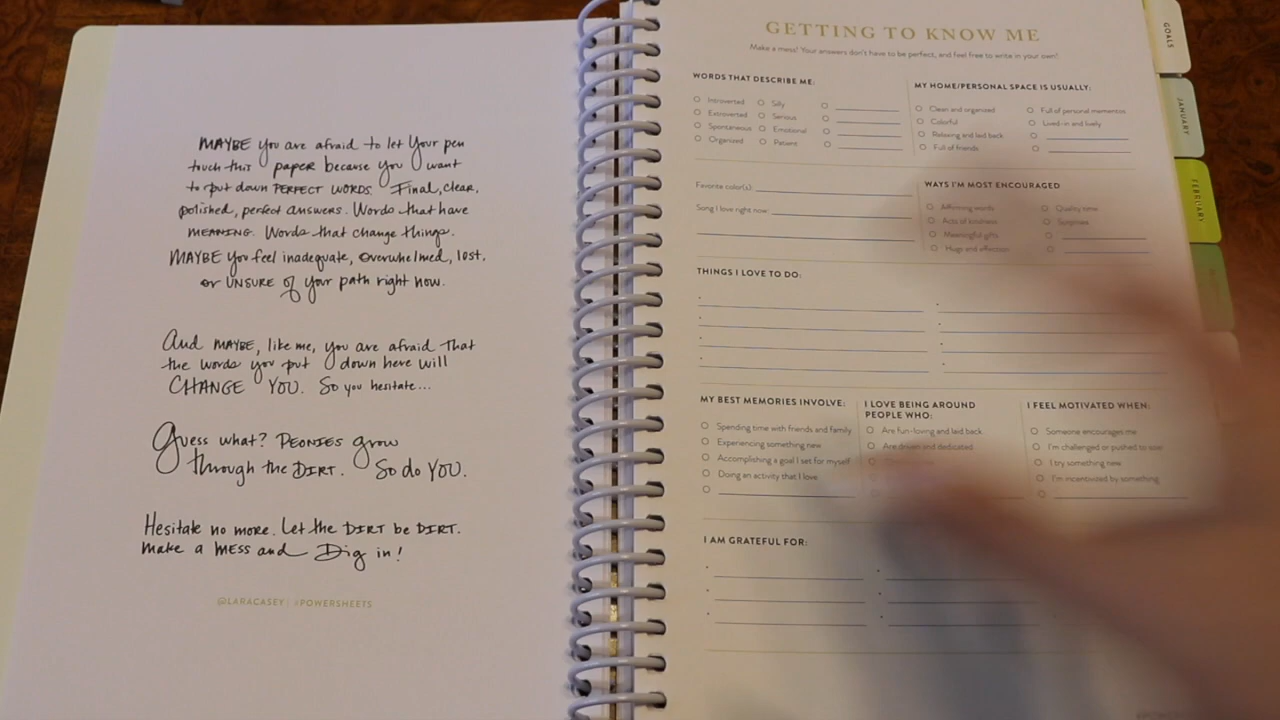 MAYBE you are afraid to let your pen
touch this paper because you want
to put down PERFECT WORDS. Final, clear,
polished, perfect answers. Words that have
MEANING. Words that change things.
MAYBE you feel inadequate, overwhelmed, lost,
or UNSURE of your path right now.
And MAYBE, like me, you are afraid that
the words you put down here will
CHANGE YOU. So you hesitate...
Guess what? PEONIES grow
through the DIRT. So do YOU.
Hesitate no more. Let the DIRT be DIRT.
Make a MESS and Dig in!
@LARACASEY | #POWERSHEETS
GETTING TO KNOW ME
Make a mess! Your answers don't have to be perfect, and feel free to write in your own!
WORDS THAT DESCRIBE ME:
Introverted Silly
Extroverted Serious
Spontaneous Emotional
Organized Patient
MY HOME/PERSONAL SPACE IS USUALLY:
Clean and organized Full of personal mementos
Colorful Lived-in and lively
Relaxing and laid back
Full of friends
Favorite color(s):
Song I love right now:
WAYS I'M MOST ENCOURAGED
Affirming words Quality time
Acts of kindness Surprises
Meaningful gifts
Hugs and affection
THINGS I LOVE TO DO:
MY BEST MEMORIES INVOLVE:
Spending time with friends and family
Experiencing something new
Accomplishing a goal I set for myself
Doing an activity that I love
I LOVE BEING AROUND
PEOPLE WHO:
Are fun-loving and laid back
Are driven and dedicated
I FEEL MOTIVATED WHEN:
Someone encourages me
I'm challenged or pushed to
I try something new
I'm incentivized by something
I AM GRATEFUL FOR:
GOALS
JANUARY
FEBRUARY